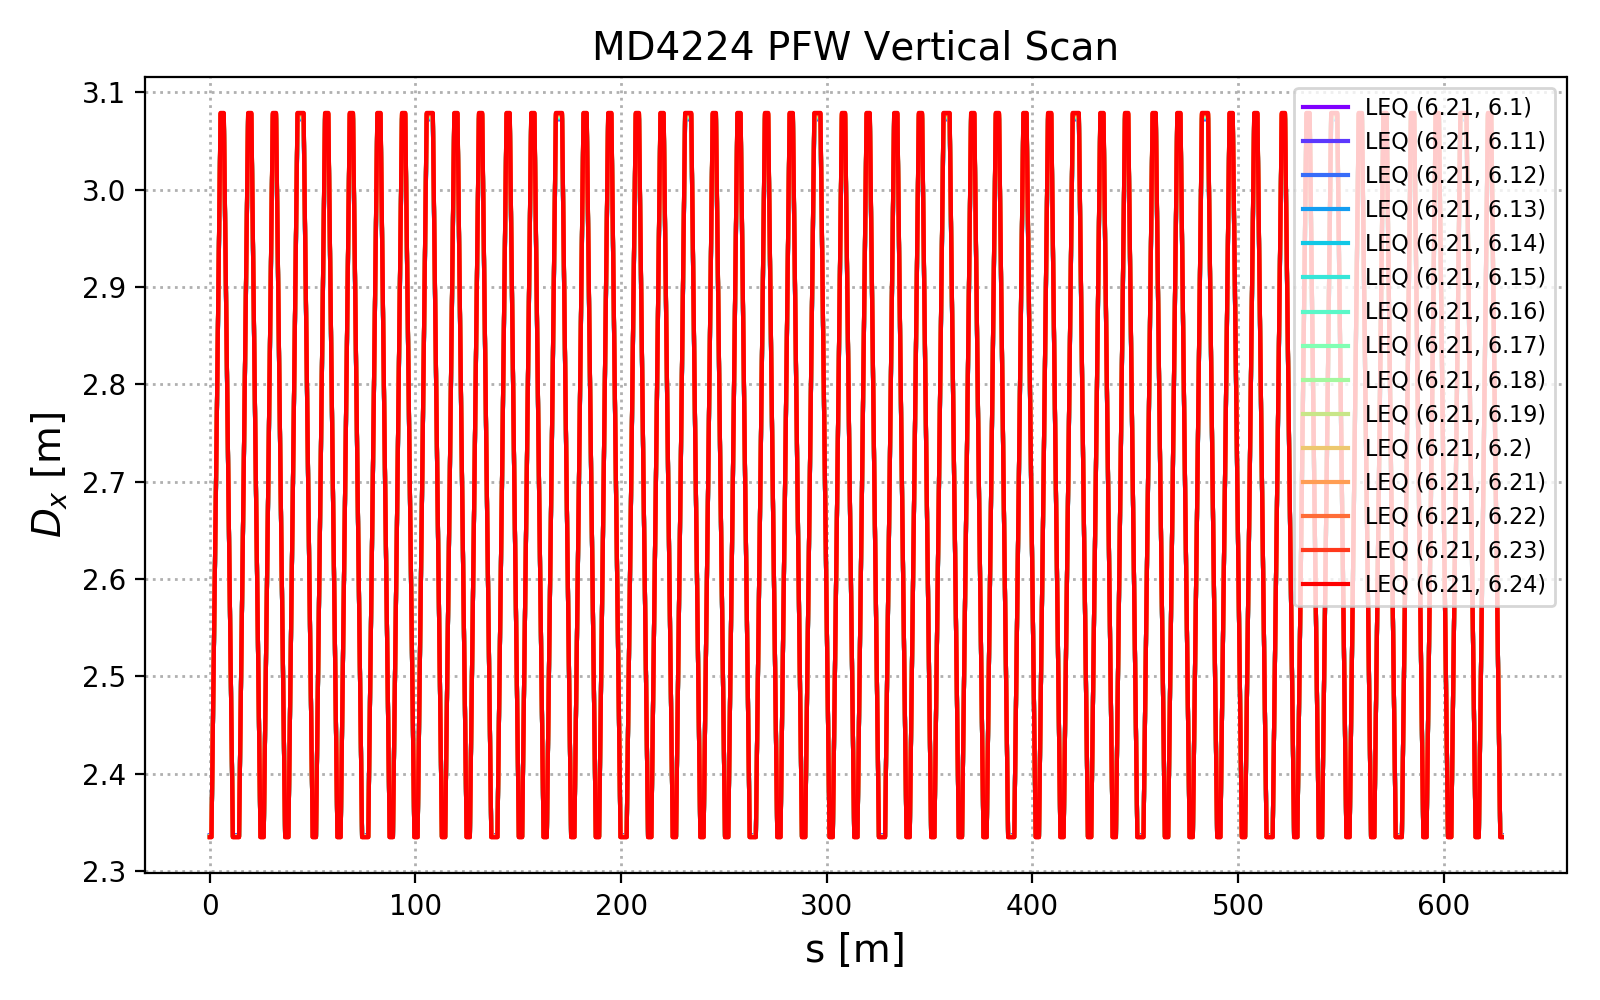 MD4224 PFW Vertical Scan
3.1
3.0
2.9
2.8
2.7
2.6
2.5
2.4
2.3
D_x [m]
LEQ (6.21, 6.1)
LEQ (6.21, 6.11)
LEQ (6.21, 6.12)
LEQ (6.21, 6.13)
LEQ (6.21, 6.14)
LEQ (6.21, 6.15)
LEQ (6.21, 6.16)
LEQ (6.21, 6.17)
LEQ (6.21, 6.18)
LEQ (6.21, 6.19)
LEQ (6.21, 6.2)
LEQ (6.21, 6.21)
LEQ (6.21, 6.22)
LEQ (6.21, 6.23)
LEQ (6.21, 6.24)
0 100 200 300 400 500 600
s [m]